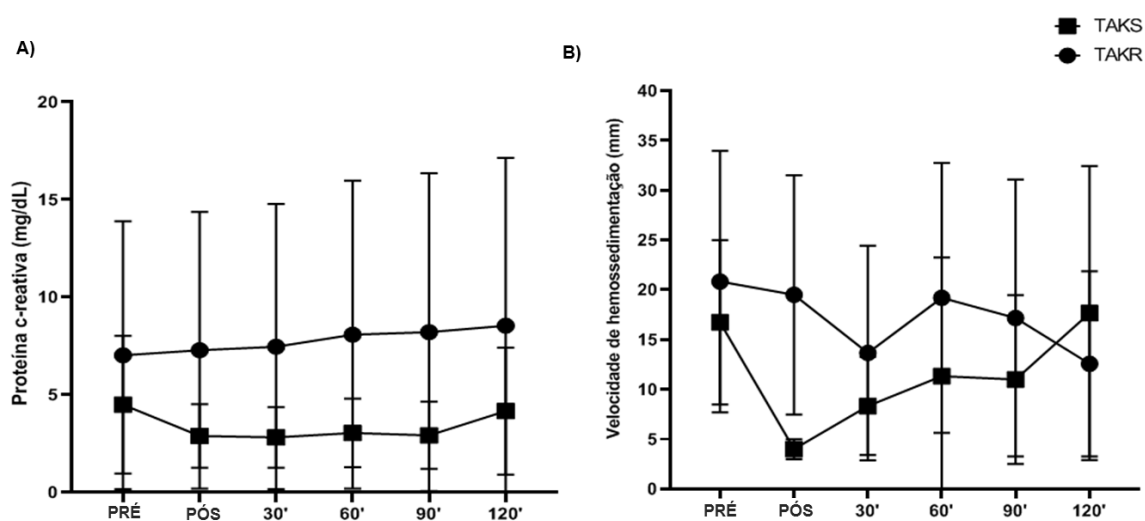 TAKS
TAKR
A)
B)
Proteína c-reativa (mg/dL)
20
15
10
5
0
PRÉ PÓS 30' 60' 90' 120'
Velocidade de hemossedimentação (mm)
40
35
30
25
20
15
10
5
0
PRÉ PÓS 30' 60' 90' 120'